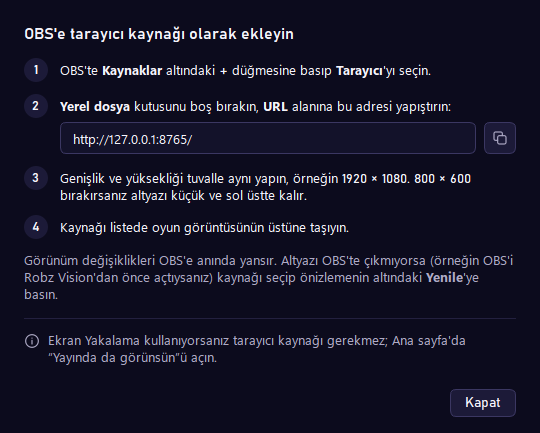 OBS'e tarayıcı kaynağı olarak ekleyin
1 OBS'te Kaynaklar altındaki + düğmesine basıp Tarayıcı'yı seçin.
2 Yerel dosya kutusunu boş bırakın, URL alanına bu adresi yapıştırın:
http://127.0.0.1:8765/
3 Genişlik ve yüksekliği tuvalle aynı yapın, örneğin 1920 × 1080. 800 × 600
bırakırsanız altyazı küçük ve sol üstte kalır.
4 Kaynağı listede oyun görüntüsünün üstüne taşıyın.
Görünüm değişiklikleri OBS'e anında yansır. Altyazı OBS'te çıkmıyorsa (örneğin OBS'i
Robz Vision'dan önce açtıysanız) kaynağı seçip önizlemenin altındaki Yenile'ye
basın.
Ekran Yakalama kullanıyorsanız tarayıcı kaynağı gerekmez; Ana sayfa'da
“Yayında da görünsün”ü açın.
Kapat